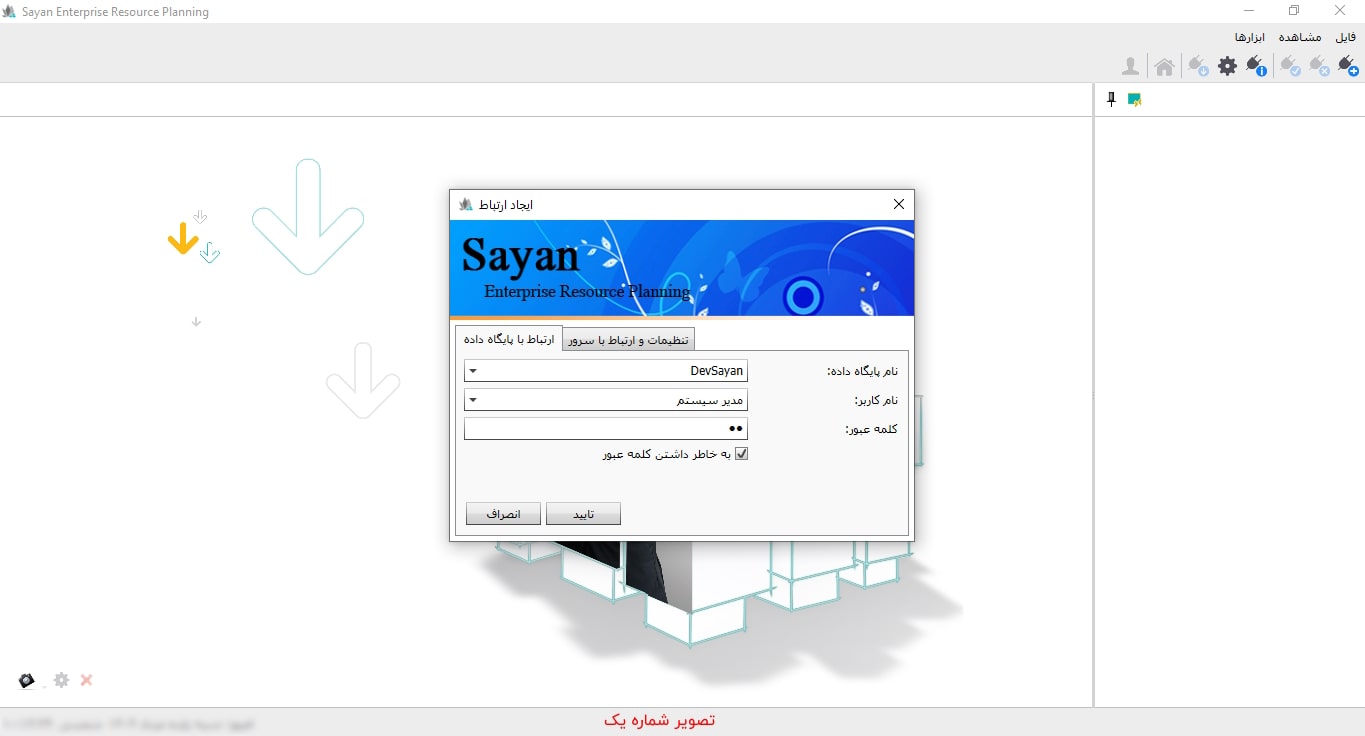 Sayan Enterprise Resource Planning
فایل مشاهده ابزارها
ایجاد ارتباط
Sayan
Enterprise Resource Planning
ارتباط با پایگاه داده
تنظیمات و ارتباط با سرور
نام پایگاه داده: DevSayan
نام کاربر: مدیر سیستم
کلمه عبور: ●●
به خاطر داشتن کلمه عبور
تایید انصراف
تصویر شماره یک